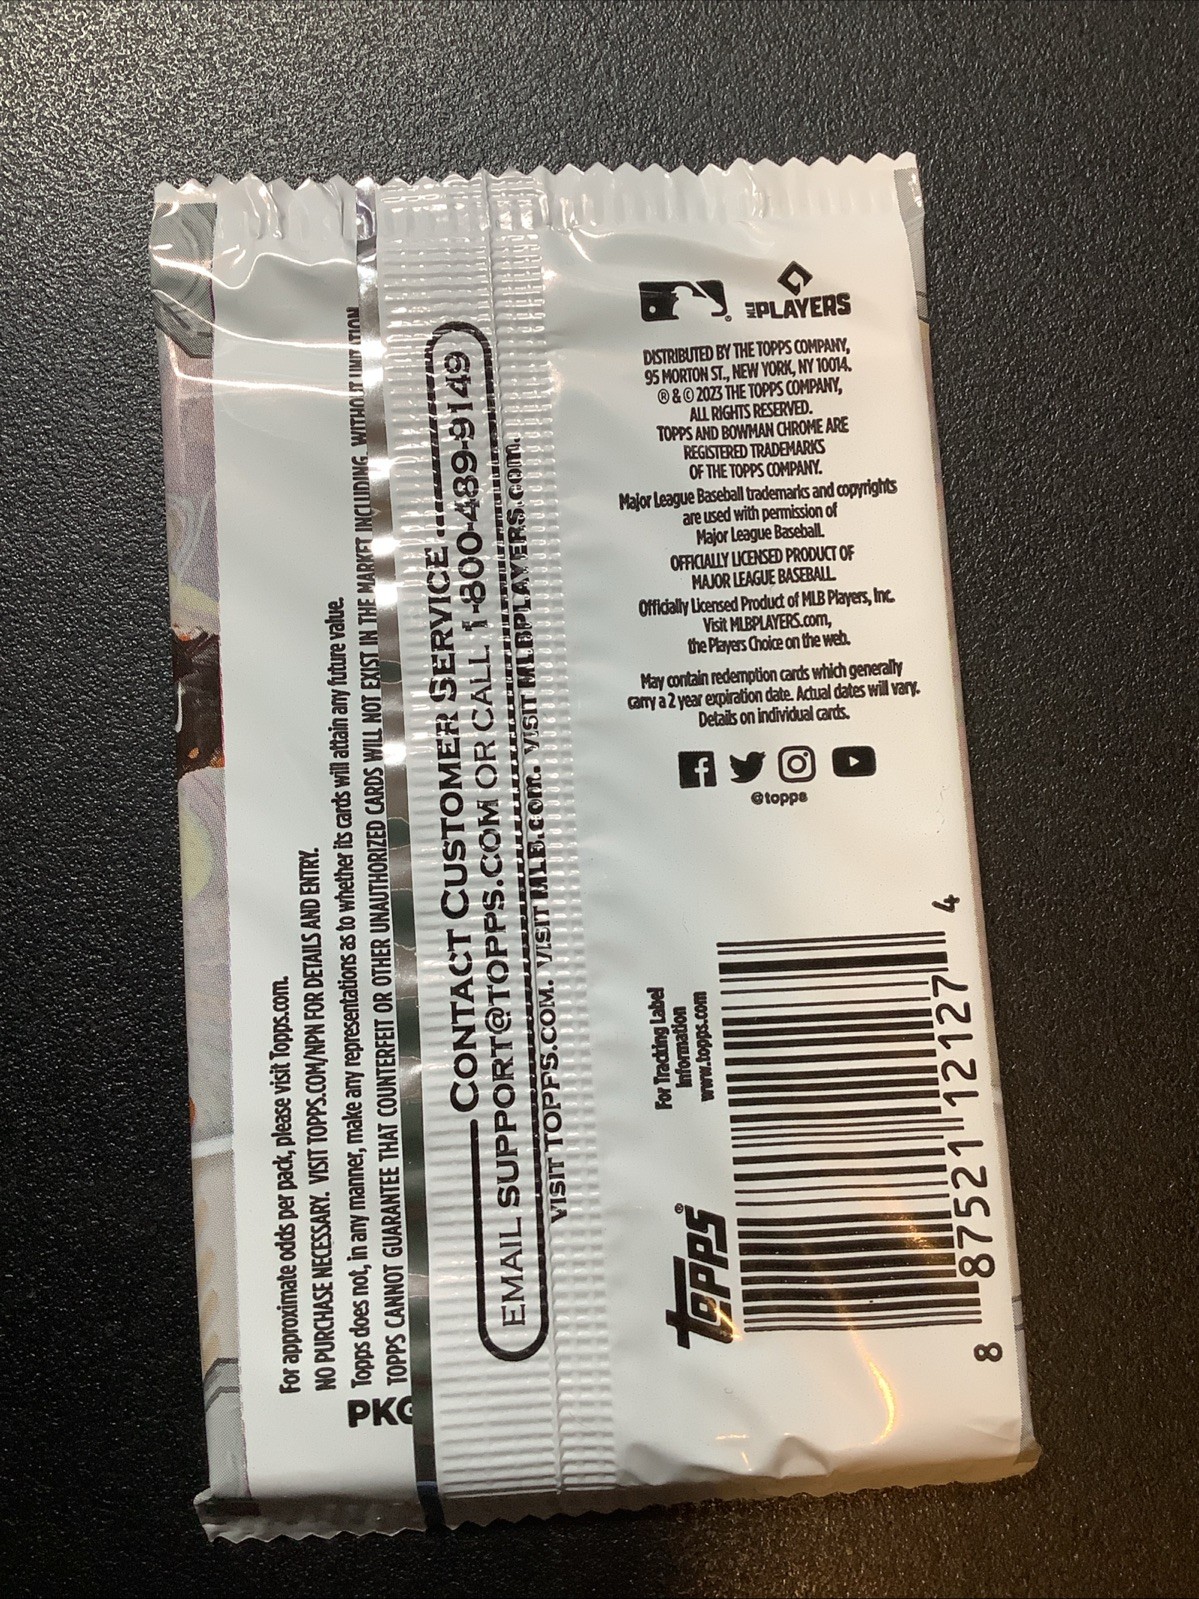 MLB PLAYERS
DISTRIBUTED BY THE TOPPS COMPANY,
95 MORTON ST., NEW YORK, NY 10014.
® & © 2023 THE TOPPS COMPANY,
ALL RIGHTS RESERVED.
TOPPS AND BOWMAN CHROME ARE
REGISTERED TRADEMARKS
OF THE TOPPS COMPANY.
Major League Baseball trademarks and copyrights
are used with permission of
Major League Baseball.
OFFICIALLY LICENSED PRODUCT OF
MAJOR LEAGUE BASEBALL.
Officially Licensed Product of MLB Players, Inc.
Visit MLBPLAYERS.com,
the Players Choice on the web.
May contain redemption cards which generally
carry a 2 year expiration date. Actual dates will vary.
Details on individual cards.
@topps
For approximate odds per pack, please visit Topps.com.
NO PURCHASE NECESSARY. VISIT TOPPS.COM/NPN FOR DETAILS AND ENTRY.
Topps does not, in any manner, make any representations as to whether its cards will attain any future value.
TOPPS CANNOT GUARANTEE THAT COUNTERFEIT OR OTHER UNAUTHORIZED CARDS WILL NOT EXIST IN THE MARKET INCLUDING, WITHOUT LIMITATION
PKG
CONTACT CUSTOMER SERVICE
EMAIL SUPPORT@TOPPS.COM OR CALL 1-800-489-9149
VISIT TOPPS.COM. VISIT MLB.com. VISIT MLBPLAYERS.com.
For Tracking Label
Information
www.topps.com
topps®
8 87521 12127 4